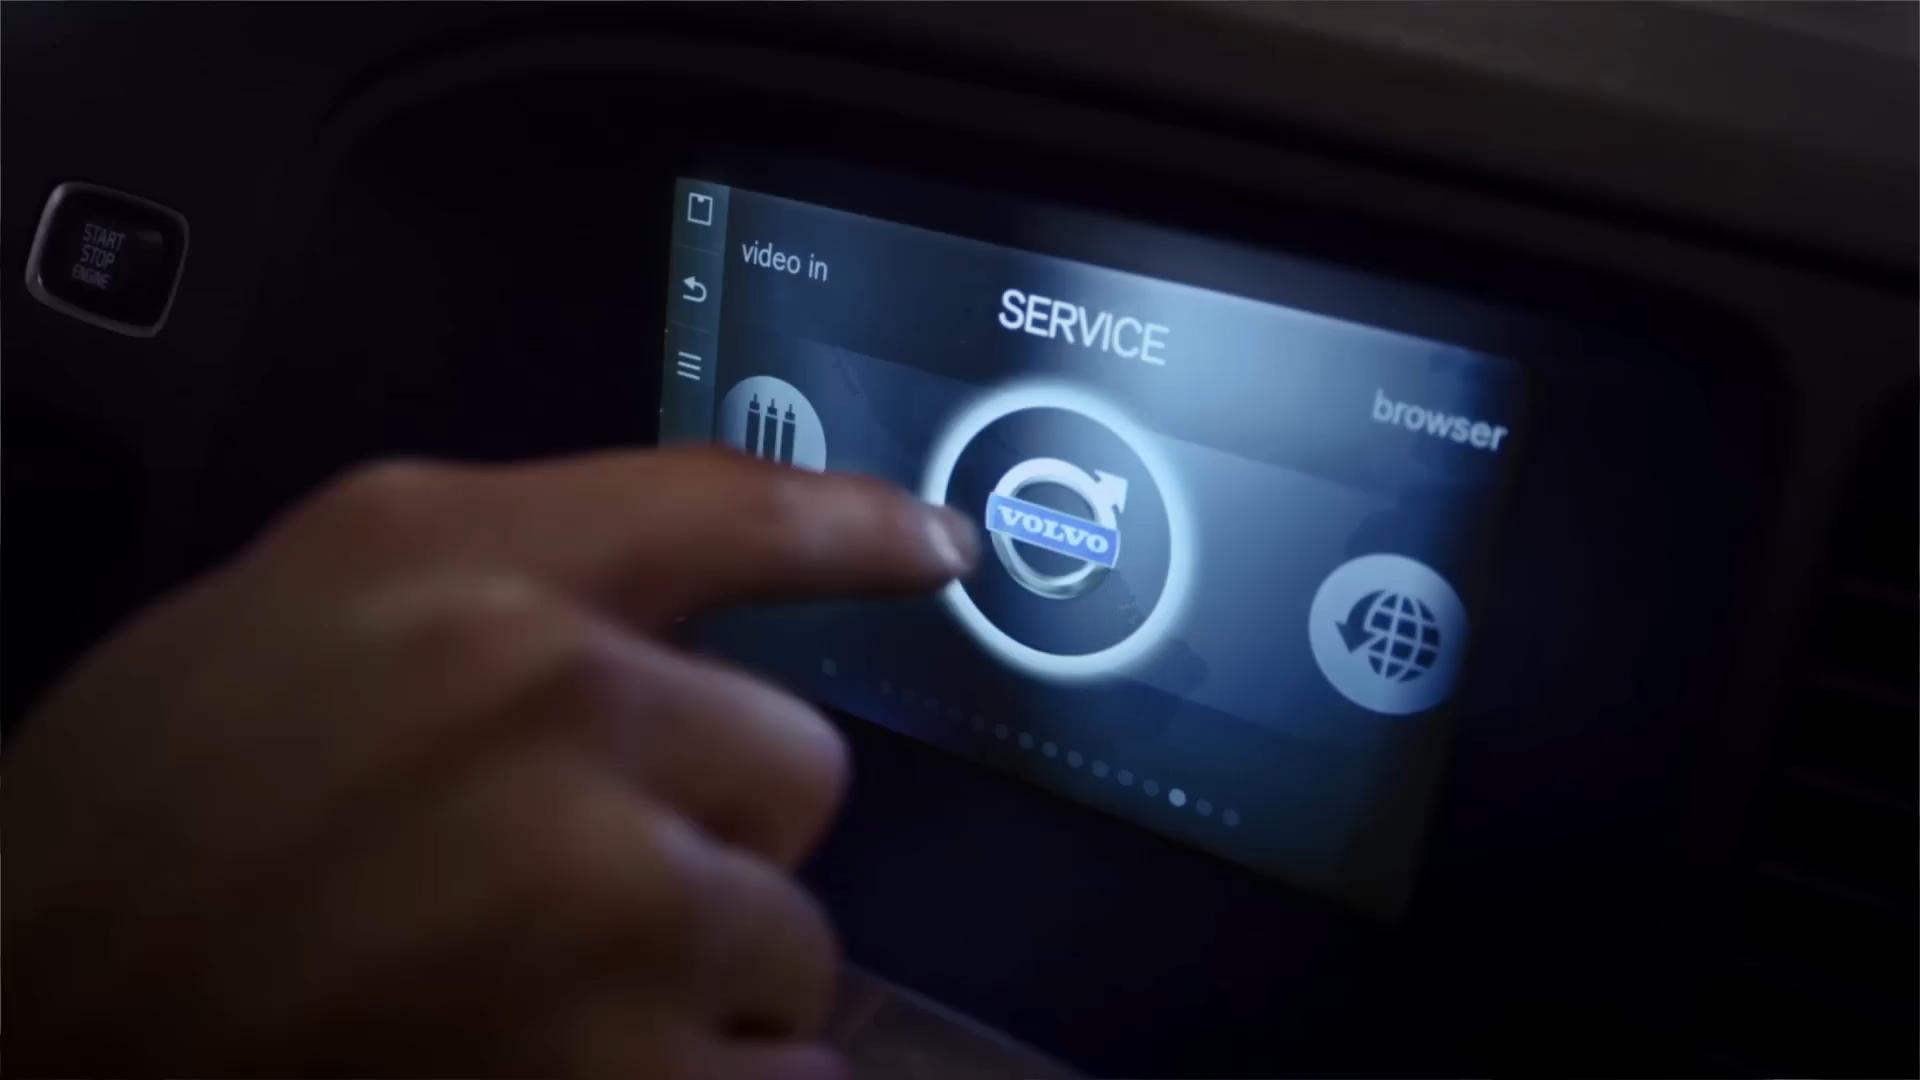 START
STOP
ENGINE
video in
SERVICE
browser
VOLVO